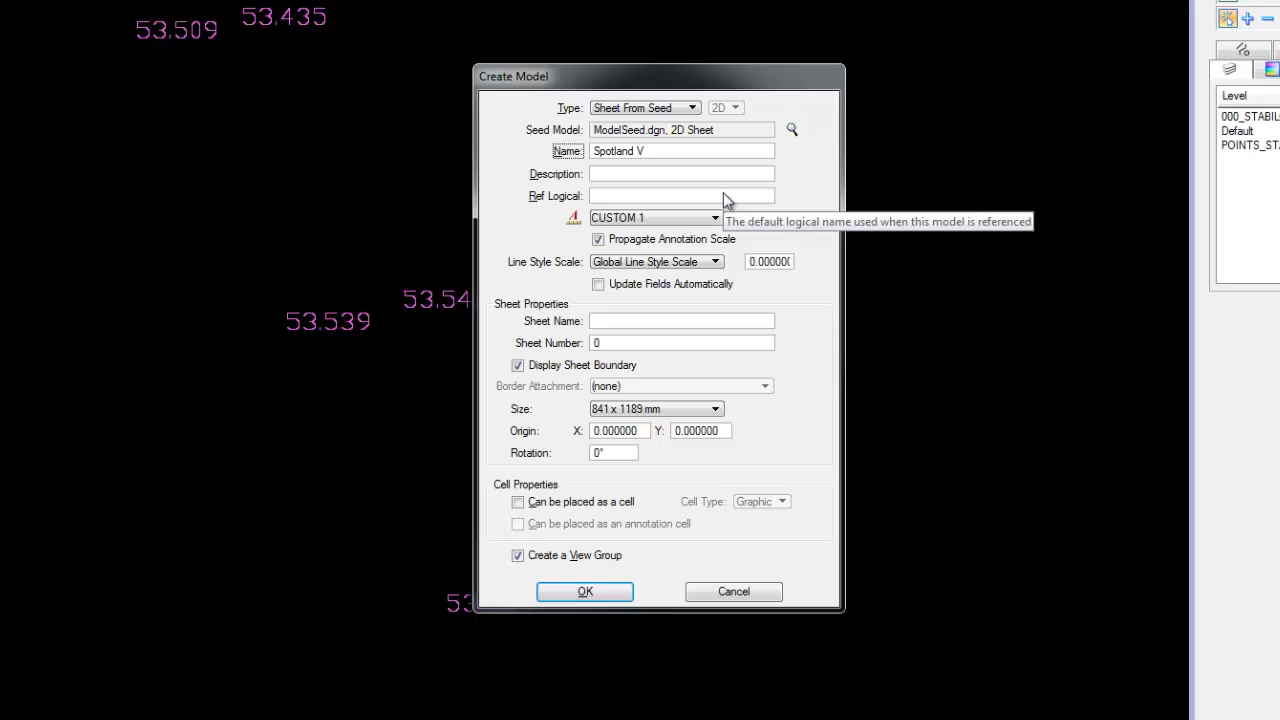 53.509
53.435
Create Model
Type: Sheet From Seed 2D
Seed Model: ModelSeed.dgn, 2D Sheet
Name: Spotland V
Description:
Ref Logical:
CUSTOM 1
The default logical name used when this model is referenced
Propagate Annotation Scale
Line Style Scale: Global Line Style Scale 0.00000
Update Fields Automatically
Sheet Properties
Sheet Name:
Sheet Number: 0
Display Sheet Boundary
Border Attachment: (none)
Size: 841 x 1189 mm
Origin: X: 0.000000 Y: 0.000000
Rotation: 0°
Cell Properties
Can be placed as a cell Cell Type: Graphic
Can be placed as an annotation cell
Create a View Group
OK Cancel
53.54
53.539
53
Level
000_STABIL
Default
POINTS_STA